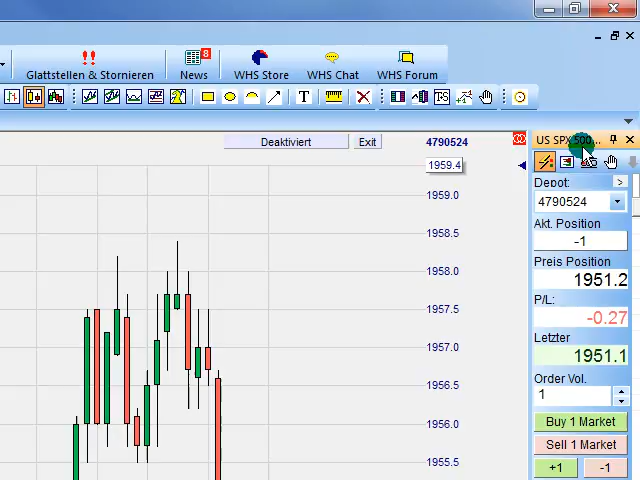 8
Glattstellen & Stornieren News WHS Store WHS Chat WHS Forum
T T-S
Deaktiviert Exit 4790524
US SPX 500...
1959.4
Depot: >
4790524
1959.0
Akt. Position
-1
1958.5
Preis Position
1951.2
1958.0
P/L:
-0.27
1957.5
Letzter
1951.1
1957.0
Order Vol.
1
1956.5
Buy 1 Market
1956.0
Sell 1 Market
1955.5
+1 -1